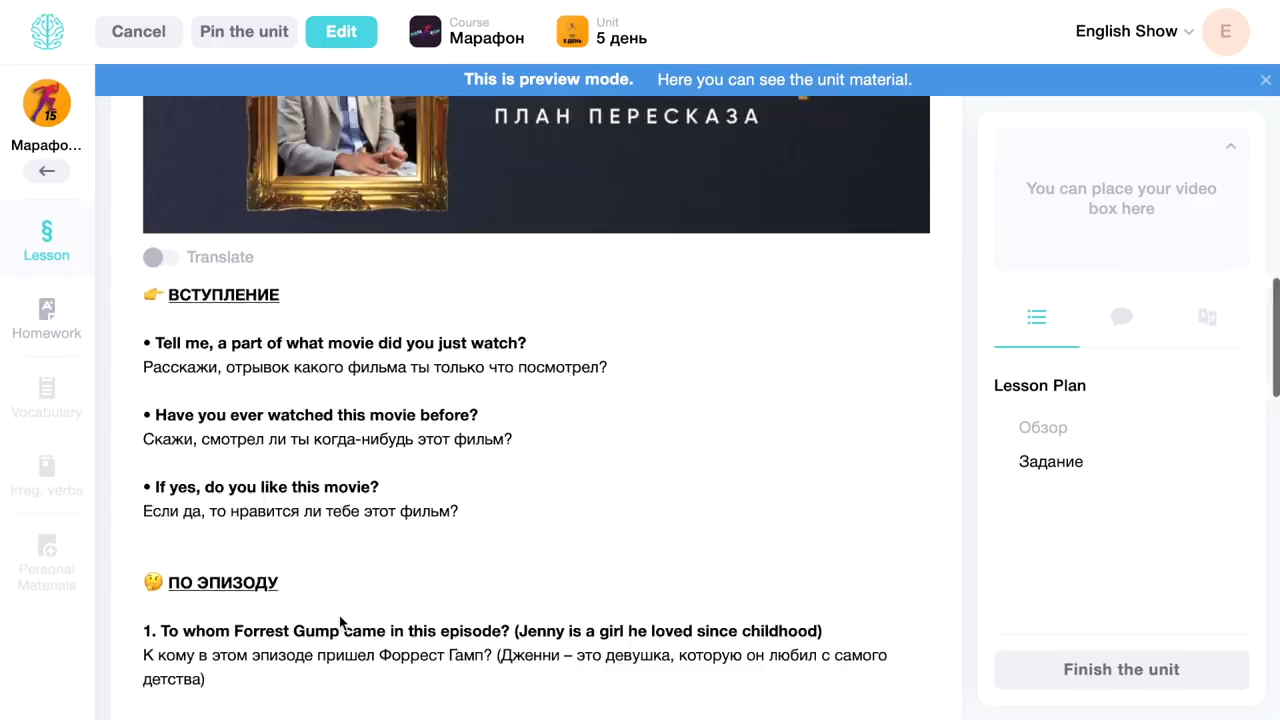 Cancel
Pin the unit
Edit
Course
Марафон
Unit
5 день
English Show
E
This is preview mode. Here you can see the unit material.
15
Марафо...
§
Lesson
Homework
Vocabulary
Irreg. verbs
Personal
Materials
ПЛАН ПЕРЕСКАЗА
Translate
👉 ВСТУПЛЕНИЕ
• Tell me, a part of what movie did you just watch?
Расскажи, отрывок какого фильма ты только что посмотрел?
• Have you ever watched this movie before?
Скажи, смотрел ли ты когда-нибудь этот фильм?
• If yes, do you like this movie?
Если да, то нравится ли тебе этот фильм?
🤔 ПО ЭПИЗОДУ
1. To whom Forrest Gump came in this episode? (Jenny is a girl he loved since childhood)
К кому в этом эпизоде пришел Форрест Гамп? (Дженни – это девушка, которую он любил с самого
детства)
You can place your video
box here
Lesson Plan
Обзор
Задание
Finish the unit